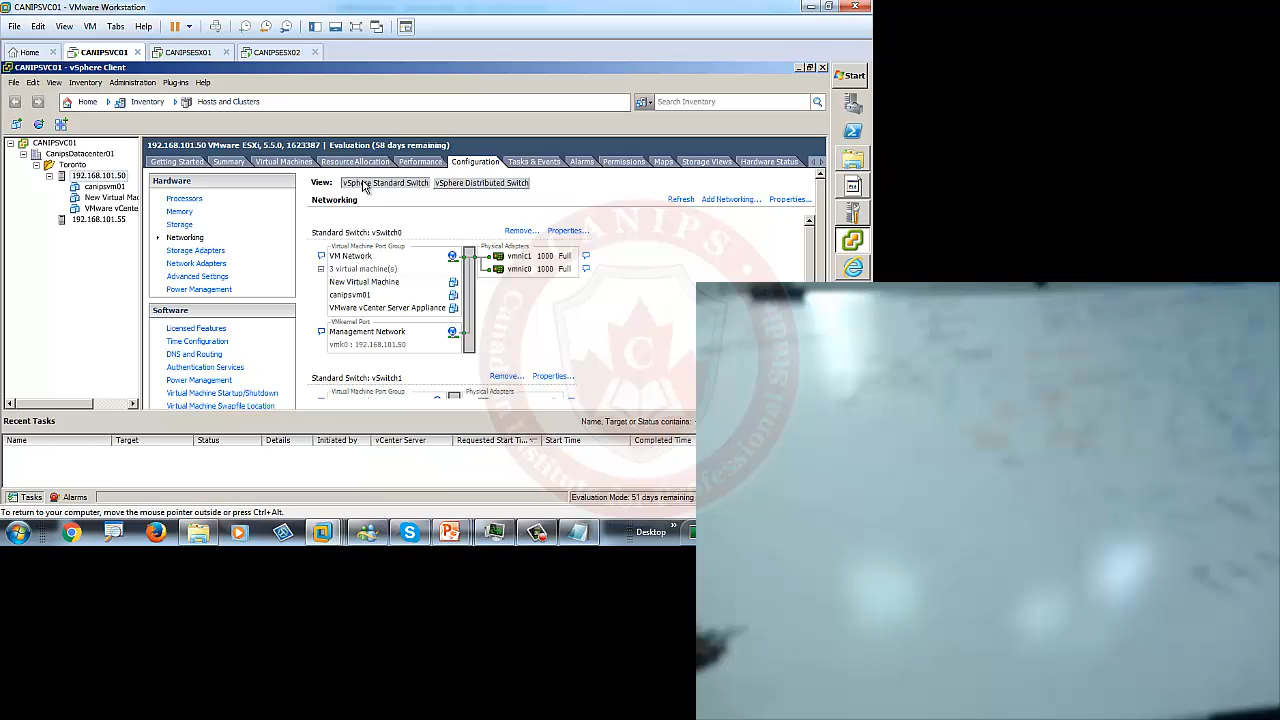 CANIPSVC01 - VMware Workstation
File Edit View VM Tabs Help
Home CANIPSVC01 CANIPSESX01 CANIPSESX02
CANIPSVC01 - vSphere Client
File Edit View Inventory Administration Plug-ins Help
Home Inventory Hosts and Clusters
Search Inventory
Start
CANIPSVC01
CanipsDatacenter01
Toronto
192.168.101.50
canipsvm01
New Virtual Mac
VMware vCente
192.168.101.55
192.168.101.50 VMware ESXi, 5.5.0, 1623387 | Evaluation (58 days remaining)
Getting Started Summary Virtual Machines Resource Allocation Performance Configuration Tasks & Events Alarms Permissions Maps Storage Views Hardware Status
Hardware
Processors
Memory
Storage
Networking
Storage Adapters
Network Adapters
Advanced Settings
Power Management
Software
Licensed Features
Time Configuration
DNS and Routing
Authentication Services
Power Management
Virtual Machine Startup/Shutdown
Virtual Machine Swapfile Location
View: vSphere Standard Switch vSphere Distributed Switch
Networking
Refresh Add Networking... Properties...
Standard Switch: vSwitch0 Remove... Properties...
Virtual Machine Port Group Physical Adapters
VM Network vmnic1 1000 Full
3 virtual machine(s) vmnic0 1000 Full
New Virtual Machine
canipsvm01
VMware vCenter Server Appliance
VMkernel Port
Management Network
vmk0 : 192.168.101.50
Standard Switch: vSwitch1 Remove... Properties...
Virtual Machine Port Group Physical Adapters
CANIPS
C
Recent Tasks
Name, Target or Status contains:
Name Target Status Details Initiated by vCenter Server Requested Start Ti... Start Time Completed Time
Tasks Alarms
Evaluation Mode: 51 days remaining
To return to your computer, move the mouse pointer outside or press Ctrl+Alt.
Desktop